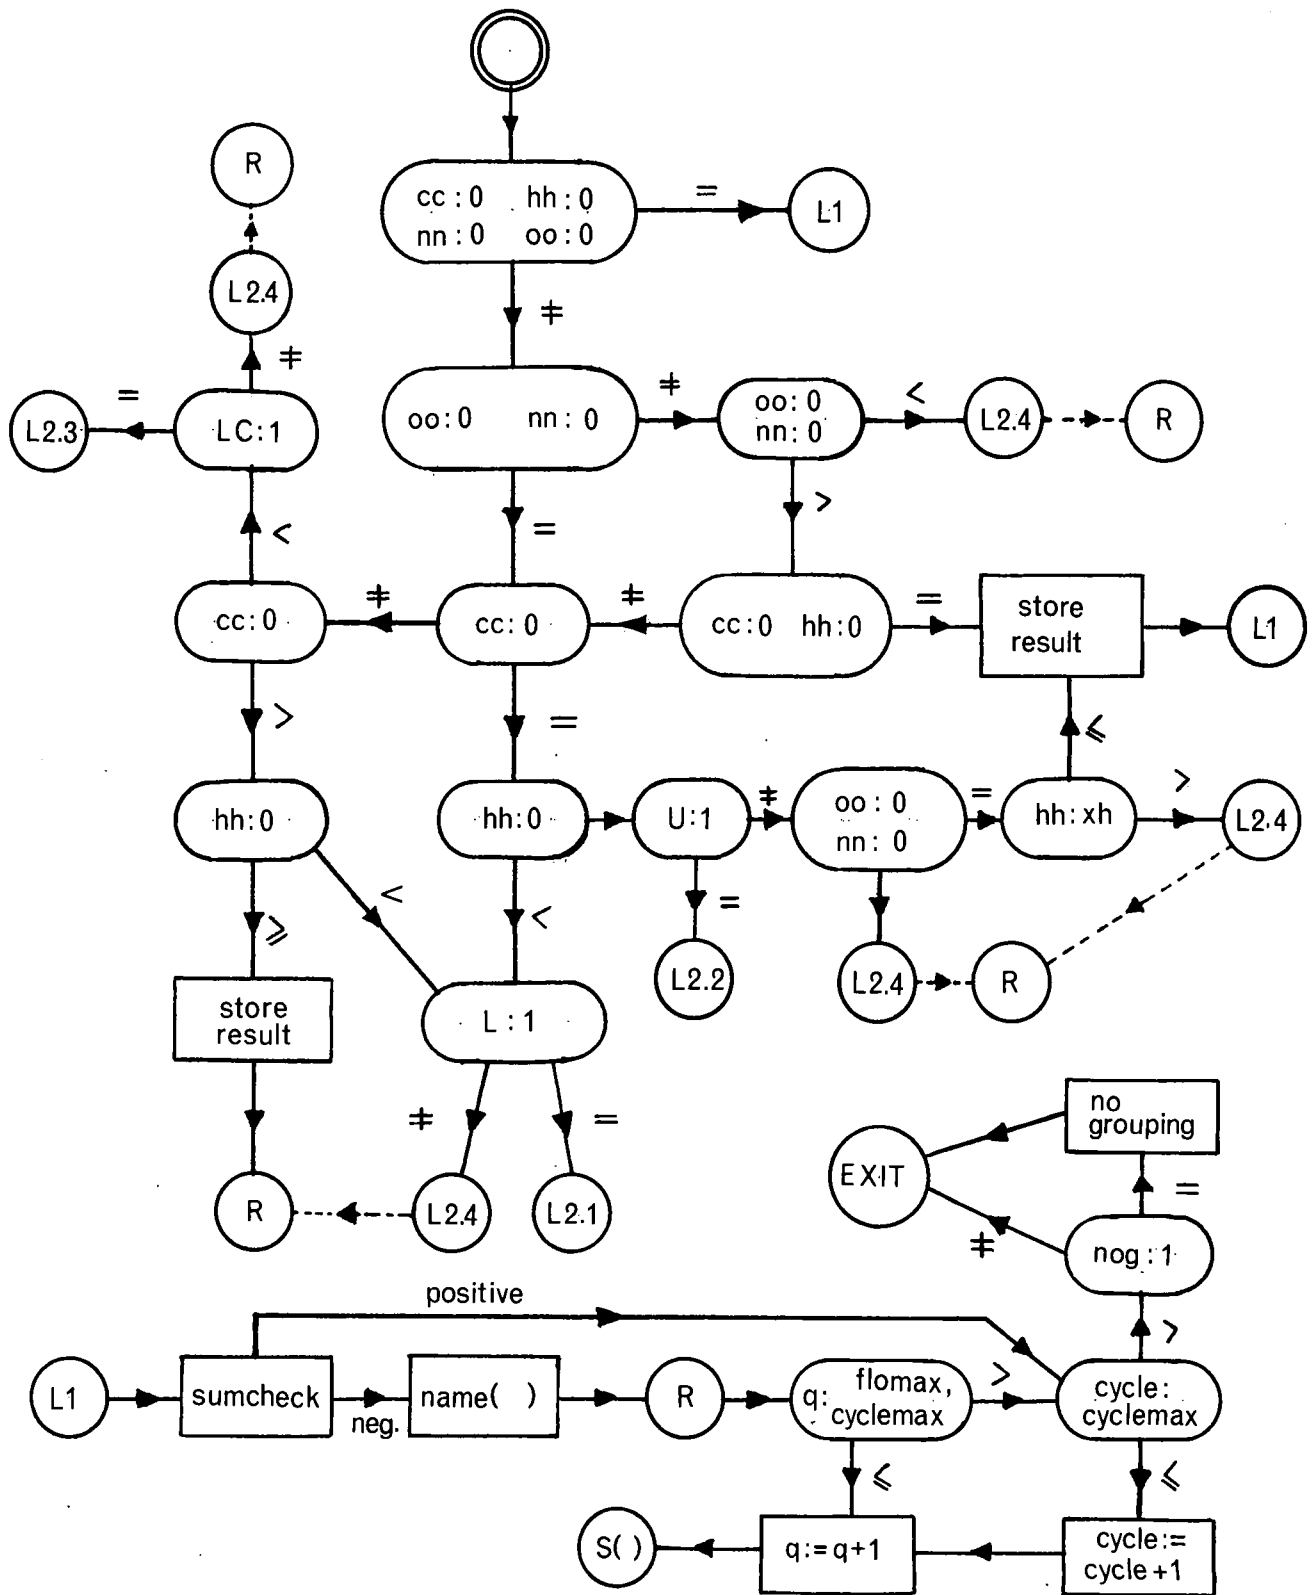 R
cc:0 hh:0
nn:0 oo:0
=
L1
L2.4
≠
≠
=
L2.3
LC:1
oo:0 nn:0
≠
oo:0
nn:0
<
L2.4
R
<
=
>
cc:0
≠
cc:0
≠
cc:0 hh:0
=
store
result
L1
>
=
≤
hh:0
hh:0
U:1
≠
oo:0
nn:0
=
hh:xh
>
L2.4
<
≥
<
=
L2.2
L2.4
R
store
result
L:1
≠
=
R
L2.4
L2.1
no
grouping
EXIT
=
≠
nog:1
positive
>
L1
sumcheck
neg.
name( )
R
q: flomax,
cyclemax
>
cycle:
cyclemax
≤
≤
S()
q:=q+1
cycle:=
cycle+1